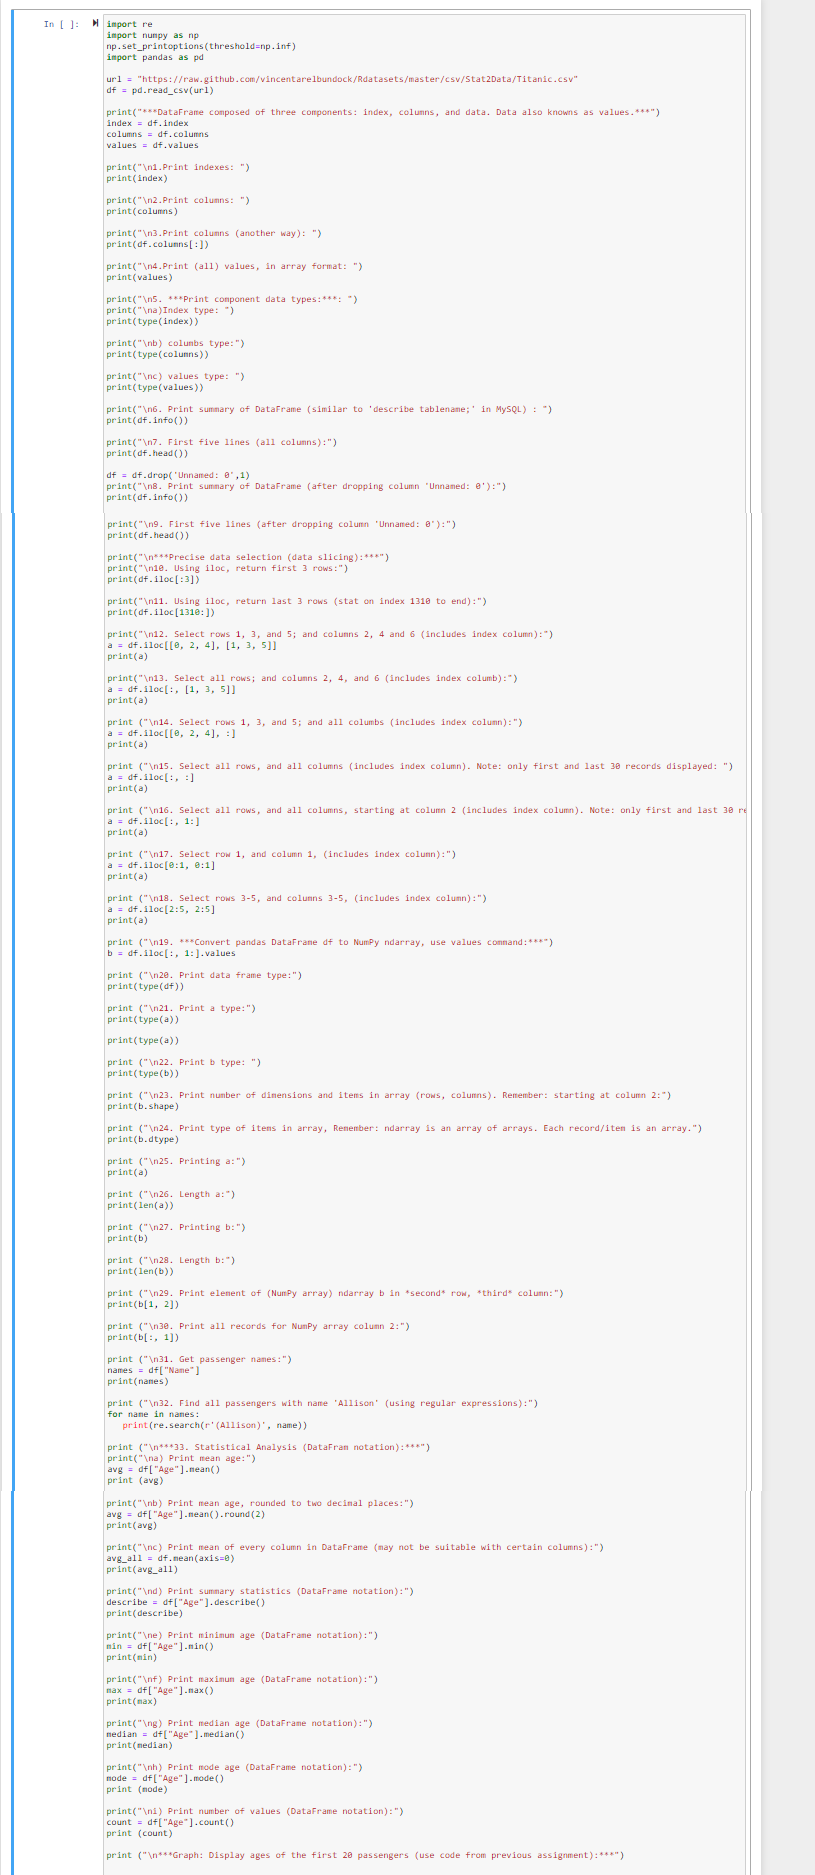 In [ ]:
import re
import numpy as np
np.set_printoptions(threshold=np.inf)
import pandas as pd
url = "https://raw.github.com/vincentarelbundock/Rdatasets/master/csv/Stat2Data/Titanic.csv"
df = pd.read_csv(url)
print("***DataFrame composed of three components: index, columns, and data. Data also knowns as values.***")
index = df.index
columns = df.columns
values = df.values
print("\n1.Print indexes: ")
print(index)
print("\n2.Print columns: ")
print(columns)
print("\n3.Print columns (another way): ")
print(df.columns[:])
print("\n4.Print (all) values, in array format: ")
print(values)
print("\n5. ***Print component data types:***: ")
print("\na)Index type: ")
print(type(index))
print("\nb) columbs type:")
print(type(columns))
print("\nc) values type: ")
print(type(values))
print("\n6. Print summary of DataFrame (similar to 'describe tablename;' in MySQL) : ")
print(df.info())
print("\n7. First five lines (all columns):")
print(df.head())
df = df.drop('Unnamed: 0',1)
print("\n8. Print summary of DataFrame (after dropping column 'Unnamed: 0'):")
print(df.info())
print("\n9. First five lines (after dropping column 'Unnamed: 0'):")
print(df.head())
print("\n***Precise data selection (data slicing):***")
print("\n10. Using iloc, return first 3 rows:")
print(df.iloc[:3])
print("\n11. Using iloc, return last 3 rows (stat on index 1310 to end):")
print(df.iloc[1310:])
print("\n12. Select rows 1, 3, and 5; and columns 2, 4 and 6 (includes index column):")
a = df.iloc[[0, 2, 4], [1, 3, 5]]
print(a)
print("\n13. Select all rows; and columns 2, 4, and 6 (includes index columb):")
a = df.iloc[:, [1, 3, 5]]
print(a)
print ("\n14. Select rows 1, 3, and 5; and all columbs (includes index column):")
a = df.iloc[[0, 2, 4], :]
print(a)
print ("\n15. Select all rows, and all columns (includes index column). Note: only first and last 30 records displayed: ")
a = df.iloc[:, :]
print(a)
print ("\n16. Select all rows, and all columns, starting at column 2 (includes index column). Note: only first and last 30 re
a = df.iloc[:, 1:]
print(a)
print ("\n17. Select row 1, and column 1, (includes index column):")
a = df.iloc[0:1, 0:1]
print(a)
print ("\n18. Select rows 3-5, and columns 3-5, (includes index column):")
a = df.iloc[2:5, 2:5]
print(a)
print ("\n19. ***Convert pandas DataFrame df to NumPy ndarray, use values command:***")
b = df.iloc[:, 1:].values
print ("\n20. Print data frame type:")
print(type(df))
print ("\n21. Print a type:")
print(type(a))
print(type(a))
print ("\n22. Print b type: ")
print(type(b))
print ("\n23. Print number of dimensions and items in array (rows, columns). Remember: starting at column 2:")
print(b.shape)
print ("\n24. Print type of items in array, Remember: ndarray is an array of arrays. Each record/item is an array.")
print(b.dtype)
print ("\n25. Printing a:")
print(a)
print ("\n26. Length a:")
print(len(a))
print ("\n27. Printing b:")
print(b)
print ("\n28. Length b:")
print(len(b))
print ("\n29. Print element of (NumPy array) ndarray b in *second* row, *third* column:")
print(b[1, 2])
print ("\n30. Print all records for NumPy array column 2:")
print(b[:, 1])
print ("\n31. Get passenger names:")
names = df["Name"]
print(names)
print ("\n32. Find all passengers with name 'Allison' (using regular expressions):")
for name in names:
print(re.search(r'(Allison)', name))
print ("\n***33. Statistical Analysis (DataFram notation):***")
print("\na) Print mean age:")
avg = df["Age"].mean()
print (avg)
print("\nb) Print mean age, rounded to two decimal places:")
avg = df["Age"].mean().round(2)
print(avg)
print("\nc) Print mean of every column in DataFrame (may not be suitable with certain columns):")
avg_all = df.mean(axis=0)
print(avg_all)
print("\nd) Print summary statistics (DataFrame notation):")
describe = df["Age"].describe()
print(describe)
print("\ne) Print minimum age (DataFrame notation):")
min = df["Age"].min()
print(min)
print("\nf) Print maximum age (DataFrame notation):")
max = df["Age"].max()
print(max)
print("\ng) Print median age (DataFrame notation):")
median = df["Age"].median()
print(median)
print("\nh) Print mode age (DataFrame notation):")
mode = df["Age"].mode()
print (mode)
print("\ni) Print number of values (DataFrame notation):")
count = df["Age"].count()
print (count)
print ("\n***Graph: Display ages of the first 20 passengers (use code from previous assignment):***")